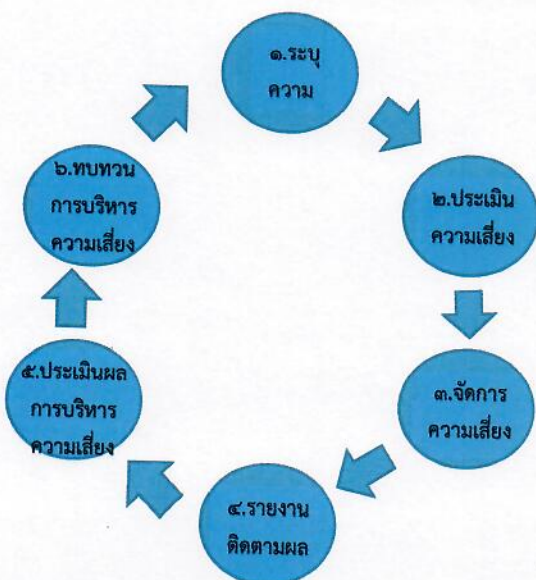 ๑.ระบุ
ความ
๒.ประเมิน
ความเสี่ยง
๓.จัดการ
ความเสี่ยง
๔.รายงาน
ติดตามผล
๕.ประเมินผล
การบริหาร
ความเสี่ยง
๖.ทบทวน
การบริหาร
ความเสี่ยง